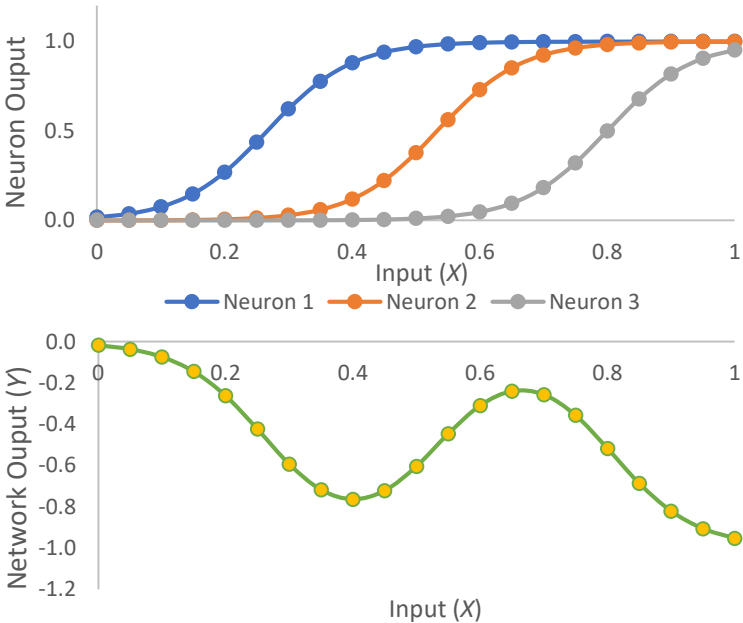 Neuron Ouput
1.0
0.5
0.0
0 0.2 0.4 0.6 0.8 1
Input (X)
Neuron 1 Neuron 2 Neuron 3
Network Ouput (Y)
0.0
0 0.2 0.4 0.6 0.8 1
-0.2
-0.4
-0.6
-0.8
-1.0
-1.2
Input (X)